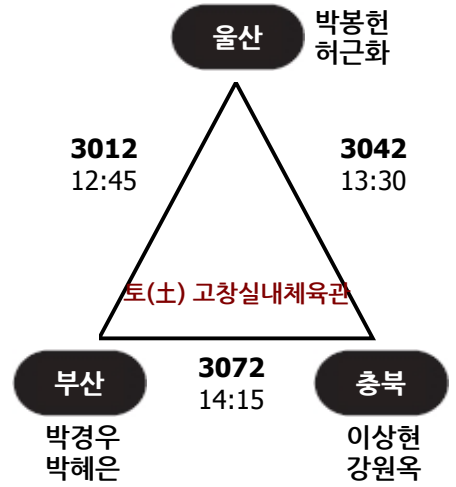 울산
박봉헌
허근화
3012
12:45
3042
13:30
토(土) 고창실내체육관
3072
14:15
부산
충북
박경우
박혜은
이상현
강원옥